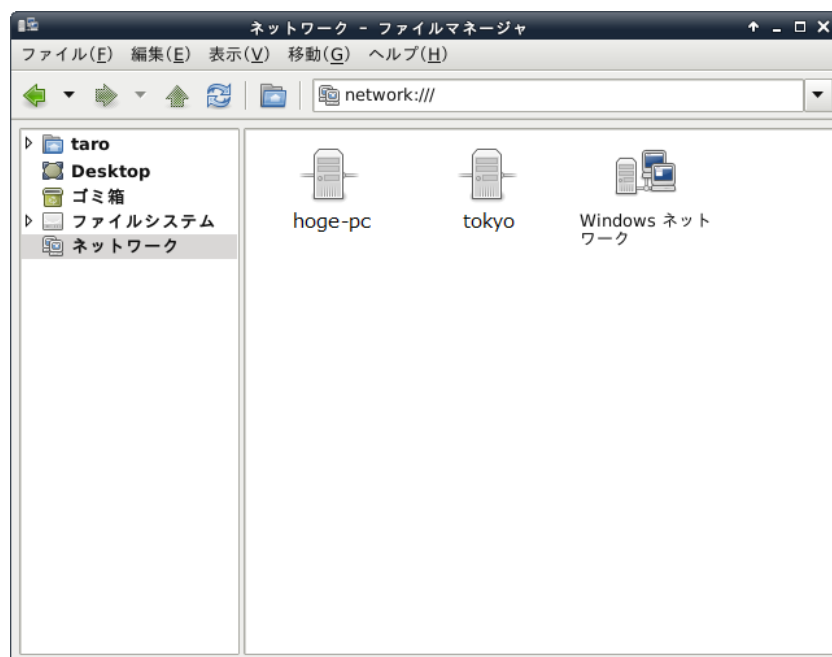 ネットワーク - ファイルマネージャ
ファイル(F) 編集(E) 表示(V) 移動(G) ヘルプ(H)
network:///
taro
Desktop
ゴミ箱
ファイルシステム
ネットワーク
hoge-pc
tokyo
Windows ネット
ワーク